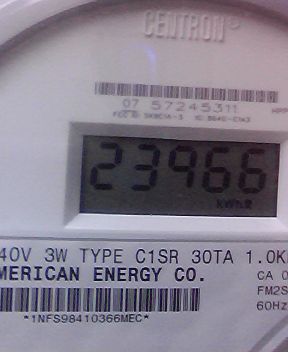 CENTRON®
07 57245311
23966
kWh
40V 3W TYPE C1SR 30TA 1.0K
MERICAN ENERGY CO.
CA 0
FM2S
60Hz
*1NFS98410366MEC*